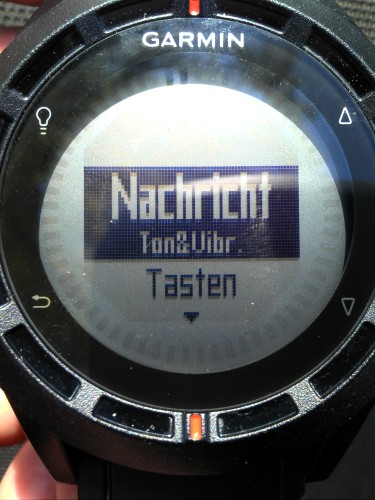 GARMIN
Nachricht
Ton&Vibr.
Tasten